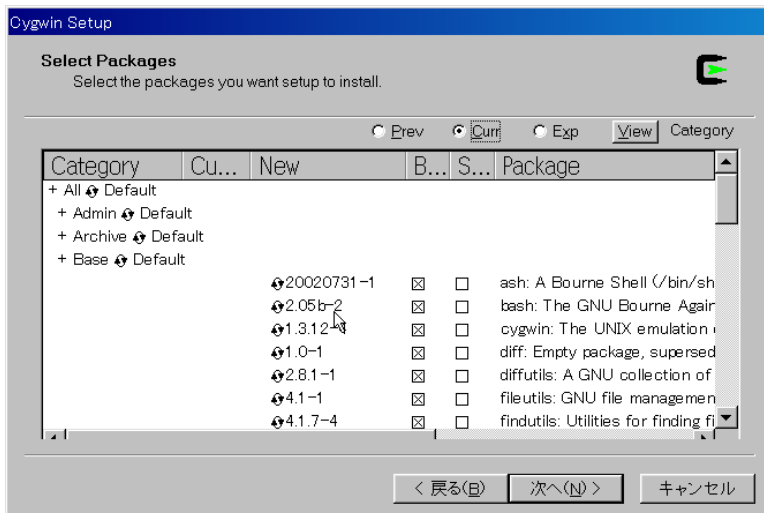 Cygwin Setup
Select Packages
Select the packages you want setup to install.
Prev Curr Exp View Category
Category Cu... New B... S... Package
+ All Default
+ Admin Default
+ Archive Default
+ Base Default
20020731-1 ash: A Bourne Shell (/bin/sh
2.05b-2 bash: The GNU Bourne Again
1.3.12-4 cygwin: The UNIX emulation
1.0-1 diff: Empty package, supersed
2.8.1-1 diffutils: A GNU collection of
4.1-1 fileutils: GNU file managemen
4.1.7-4 findutils: Utilities for finding fi
< 戻る(B) 次へ(N) > キャンセル